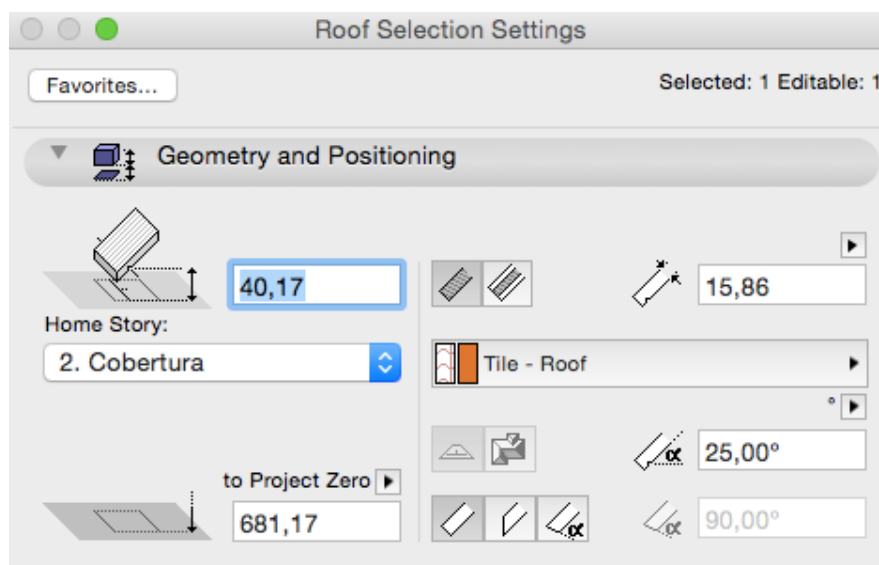 Roof Selection Settings
Favorites...
Selected: 1 Editable: 1
Geometry and Positioning
40,17
15,86
Home Story:
2. Cobertura
Tile - Roof
°
α
25,00°
to Project Zero
681,17
α
α
90,00°